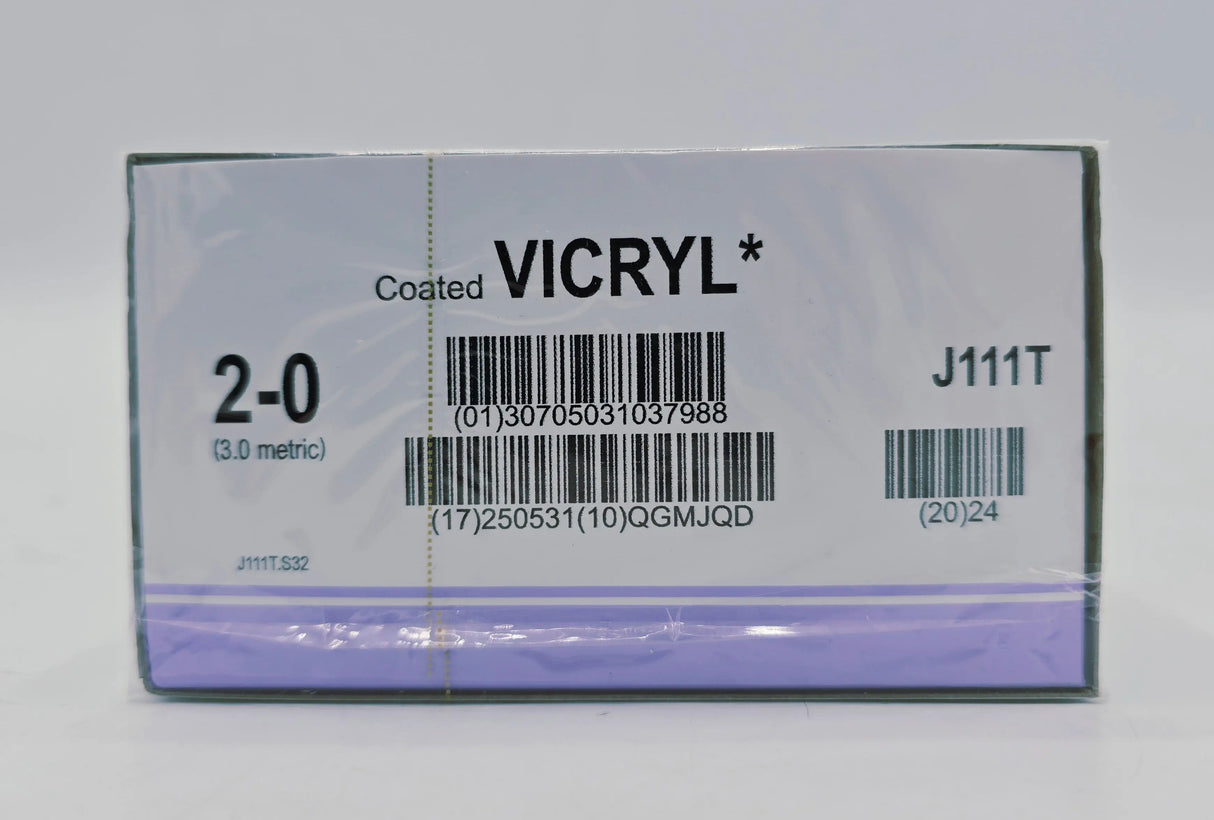 Coated VICRYL*
2-0
(3.0 metric)
(01)30705031037988
(17)250531(10)QGMJQD
J111T
(20)24
J111T.S32